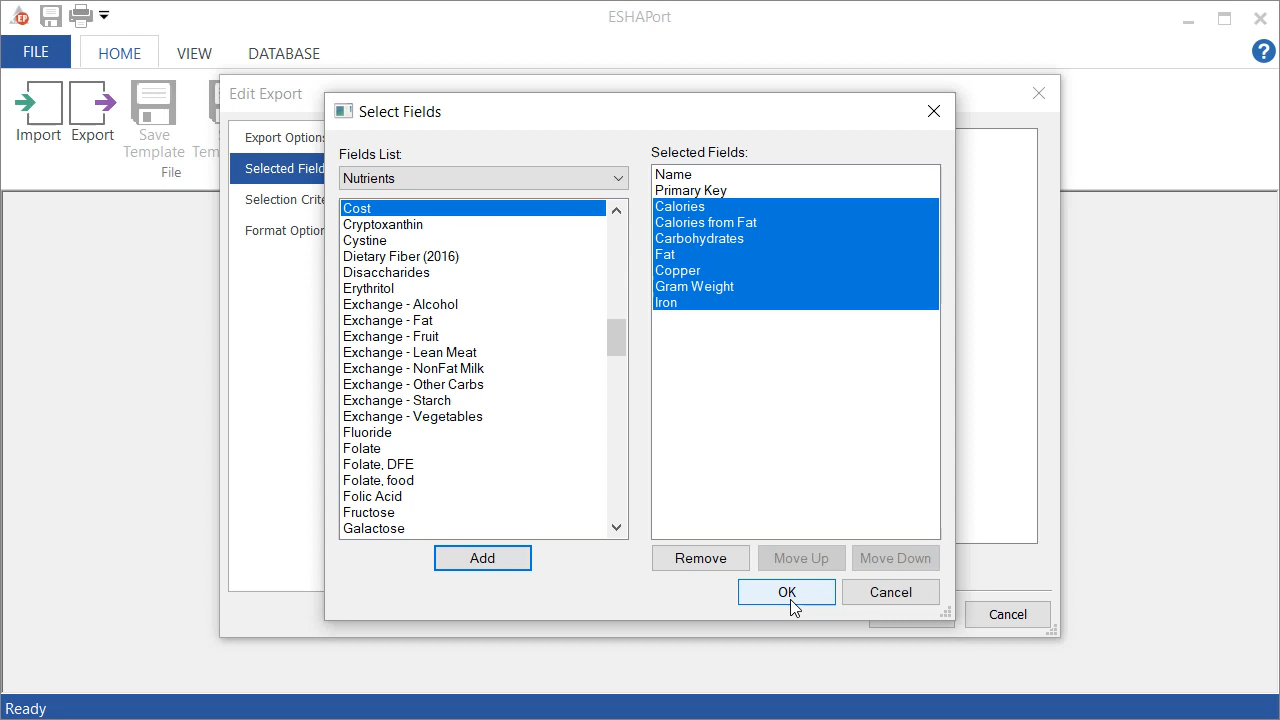 EP
ESHAPort
FILE
HOME
VIEW
DATABASE
?
Import
Export
Save
Template
File
Edit Export
Export Options
Selected Field
Selection Crite
Format Option
Select Fields
Fields List:
Nutrients
Cost
Cryptoxanthin
Cystine
Dietary Fiber (2016)
Disaccharides
Erythritol
Exchange - Alcohol
Exchange - Fat
Exchange - Fruit
Exchange - Lean Meat
Exchange - NonFat Milk
Exchange - Other Carbs
Exchange - Starch
Exchange - Vegetables
Fluoride
Folate
Folate, DFE
Folate, food
Folic Acid
Fructose
Galactose
Add
Selected Fields:
Name
Primary Key
Calories
Calories from Fat
Carbohydrates
Fat
Copper
Gram Weight
Iron
Remove
Move Up
Move Down
OK
Cancel
Cancel
Ready